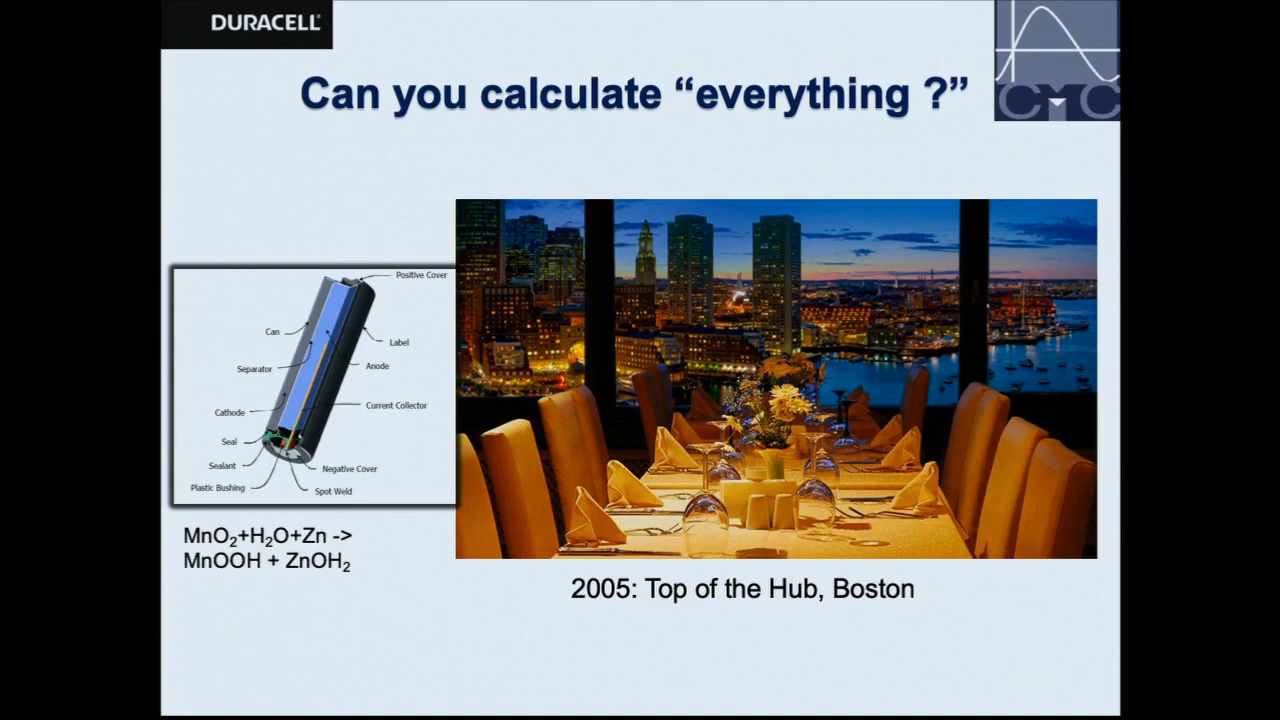 DURACELL
Can you calculate “everything ?”
CMC
Positive Cover
Can
Label
Separator
Anode
Cathode
Current Collector
Seal
Sealant
Negative Cover
Plastic Bushing
Spot Weld
MnO₂+H₂O+Zn ->
MnOOH + ZnOH₂
2005: Top of the Hub, Boston